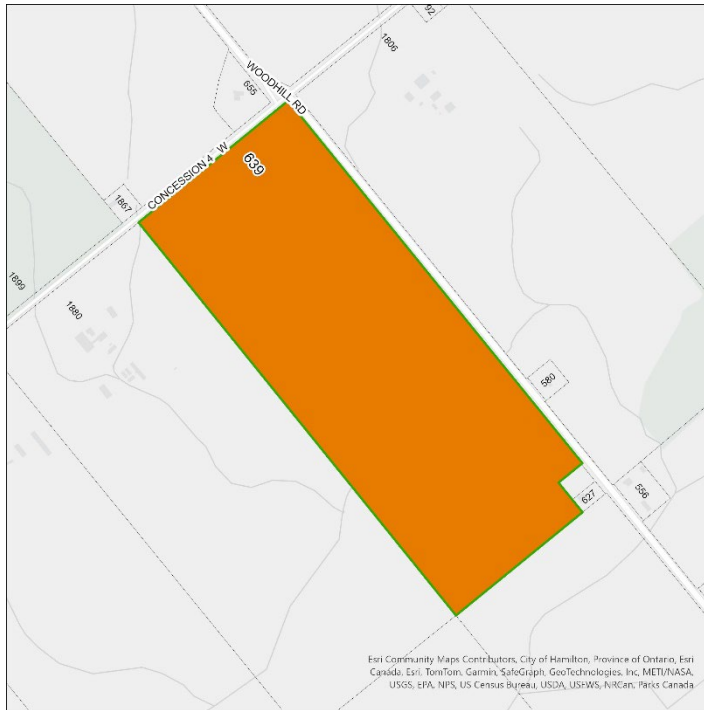 92
1806
WOODHILL RD
655
CONCESSION 4 W
639
1867
1899
1880
580
627
556
Esri Community Maps Contributors, City of Hamilton, Province of Ontario, Esri
Canada, Esri, TomTom, Garmin, SafeGraph, GeoTechnologies, Inc, METI/NASA,
USGS, EPA, NPS, US Census Bureau, USDA, USFWS, NRCan, Parks Canada